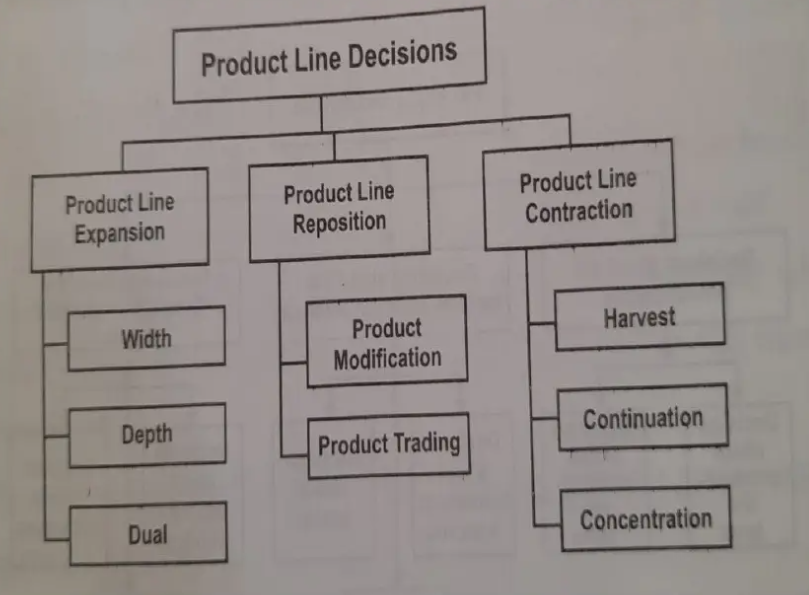 Product Line Decisions
Product Line
Expansion
Product Line
Reposition
Product Line
Contraction
Width
Depth
Dual
Product
Modification
Product Trading
Harvest
Continuation
Concentration